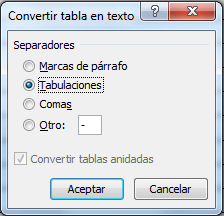 Convertir tabla en texto
Separadores
Marcas de párrafo
Tabulaciones
Comas
Otro: -
Convertir tablas anidadas
Aceptar Cancelar